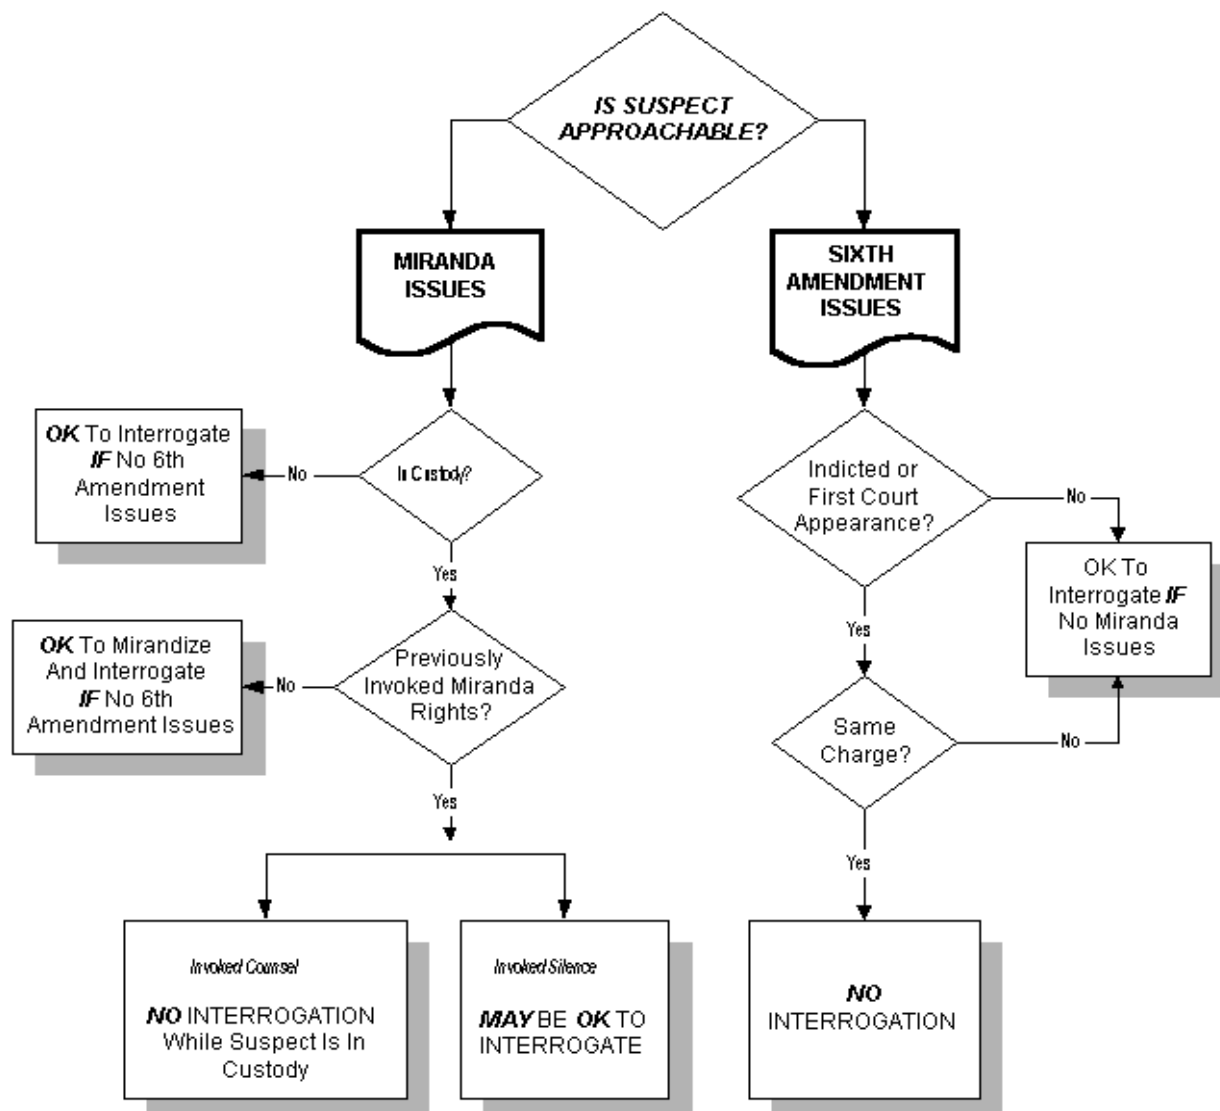 IS SUSPECT
APPROACHABLE?
MIRANDA
ISSUES
SIXTH
AMENDMENT
ISSUES
OK To Interrogate
IF No 6th
Amendment
Issues
No
In Custody?
Yes
Indicted or
First Court
Appearance?
No
OK To
Interrogate IF
No Miranda
Issues
OK To Mirandize
And Interrogate
IF No 6th
Amendment Issues
No
Previously
Invoked Miranda
Rights?
Yes
Yes
Same
Charge?
No
Yes
Invoked Counsel
NO INTERROGATION
While Suspect Is In
Custody
Invoked Silence
MAY BE OK TO
INTERROGATE
NO
INTERROGATION